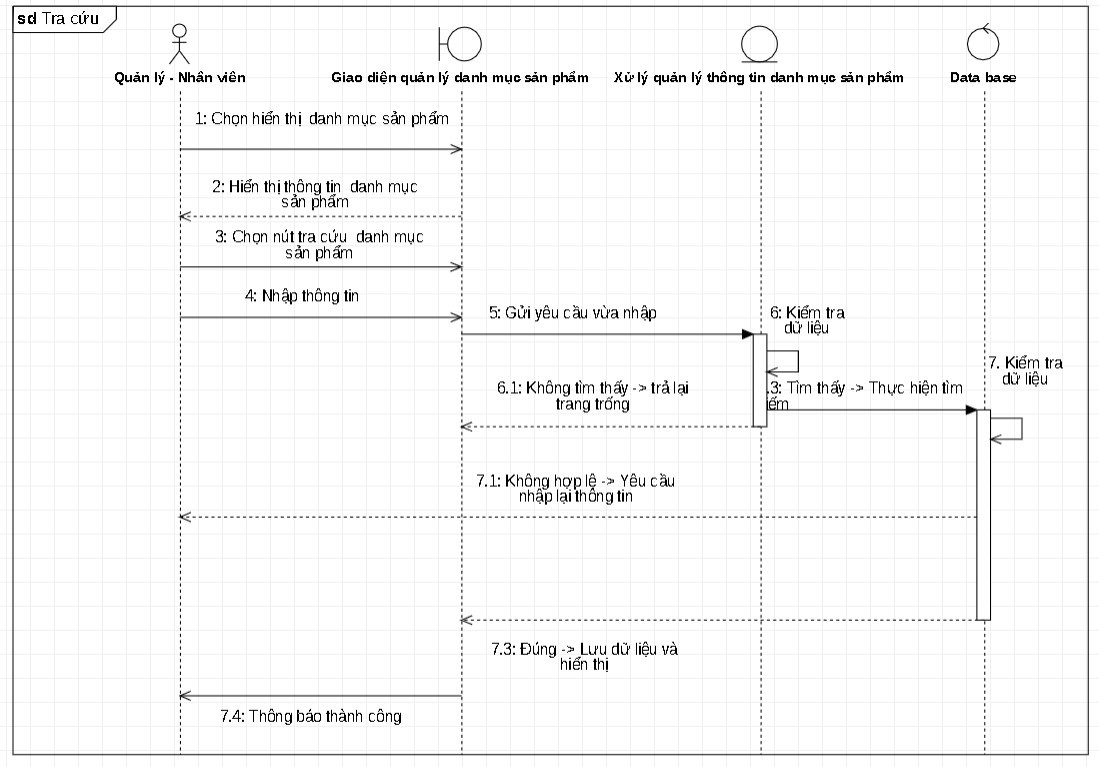 sd Tra cứu
Quản lý - Nhân viên
Giao diện quản lý danh mục sản phẩm
Xử lý quản lý thông tin danh mục sản phẩm
Data base
1: Chọn hiển thị danh mục sản phẩm
2: Hiển thị thông tin danh mục
sản phẩm
3: Chọn nút tra cứu danh mục
sản phẩm
4: Nhập thông tin
5: Gửi yêu cầu vừa nhập
6: Kiểm tra
dữ liệu
7. Kiểm tra
dữ liệu
6.1: Không tìm thấy -> trả lại
trang trống
.3: Tìm thấy -> Thực hiện tìm
iếm
7.1: Không hợp lệ -> Yêu cầu
nhập lại thông tin
7.3: Đúng -> Lưu dữ liệu và
hiển thị
7.4: Thông báo thành công